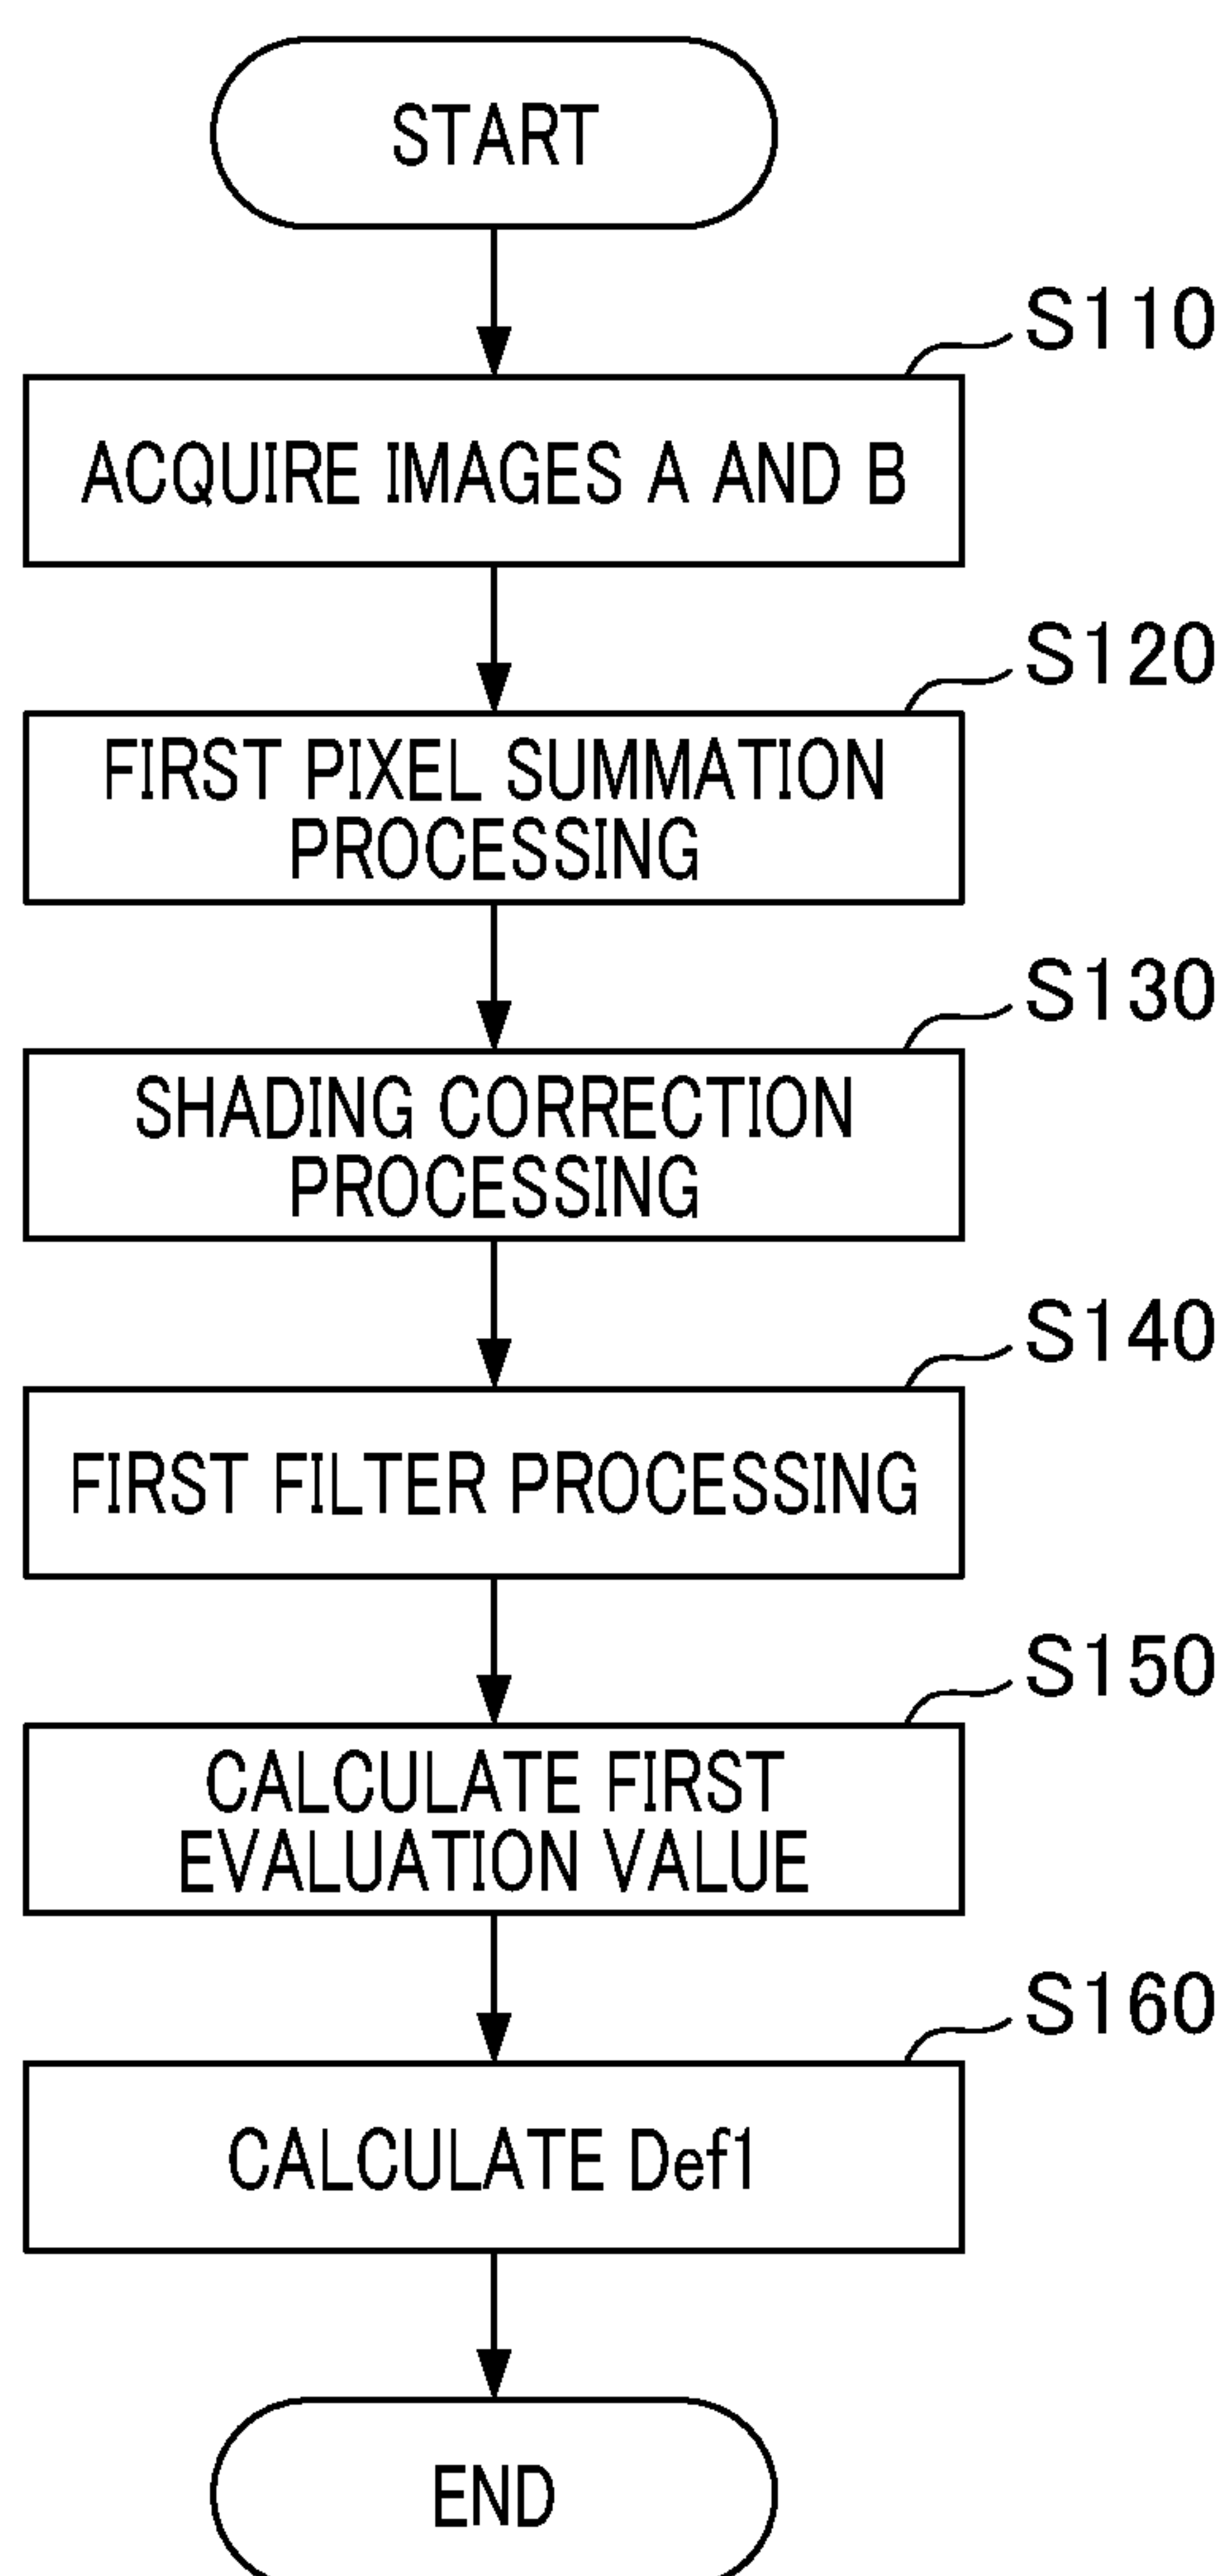 START
S110
ACQUIRE IMAGES A AND B
S120
FIRST PIXEL SUMMATION
PROCESSING
S130
SHADING CORRECTION
PROCESSING
S140
FIRST FILTER PROCESSING
S150
CALCULATE FIRST
EVALUATION VALUE
S160
CALCULATE Def1
END